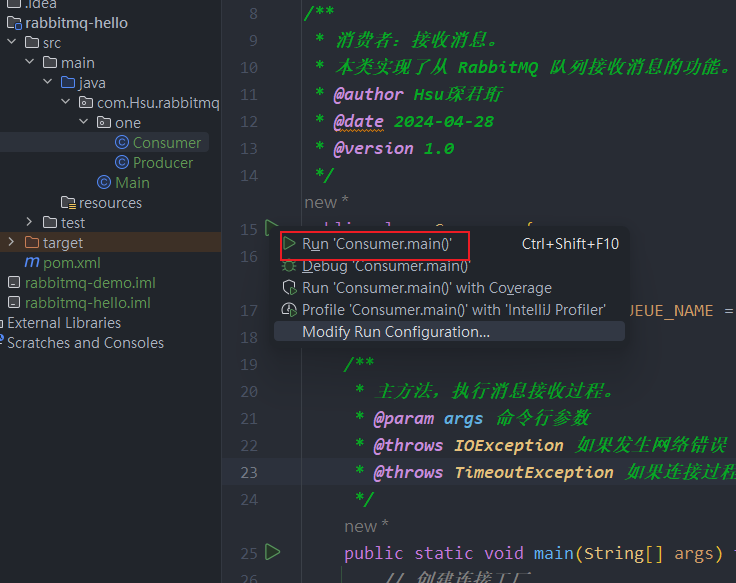 .idea
rabbitmq-hello
src
main
java
com.Hsu.rabbitmq
one
Consumer
Producer
Main
resources
test
target
pom.xml
rabbitmq-demo.iml
rabbitmq-hello.iml
External Libraries
Scratches and Consoles
8 /**
9 * 消费者：接收消息。
10 * 本类实现了从 RabbitMQ 队列接收消息的功能。
11 * @author Hsu琛君珩
12 * @date 2024-04-28
13 * @version 1.0
14 */
new *
15
Run 'Consumer.main()' Ctrl+Shift+F10
16
Debug 'Consumer.main()'
Run 'Consumer.main()' with Coverage
17 Profile 'Consumer.main()' with 'IntelliJ Profiler' UEUE_NAME =
18 Modify Run Configuration...
19 /**
20 * 主方法，执行消息接收过程。
21 * @param args 命令行参数
22 * @throws IOException 如果发生网络错误
23 * @throws TimeoutException 如果连接过程
24 */
new *
25 public static void main(String[] args)
26 // 创建连接工厂